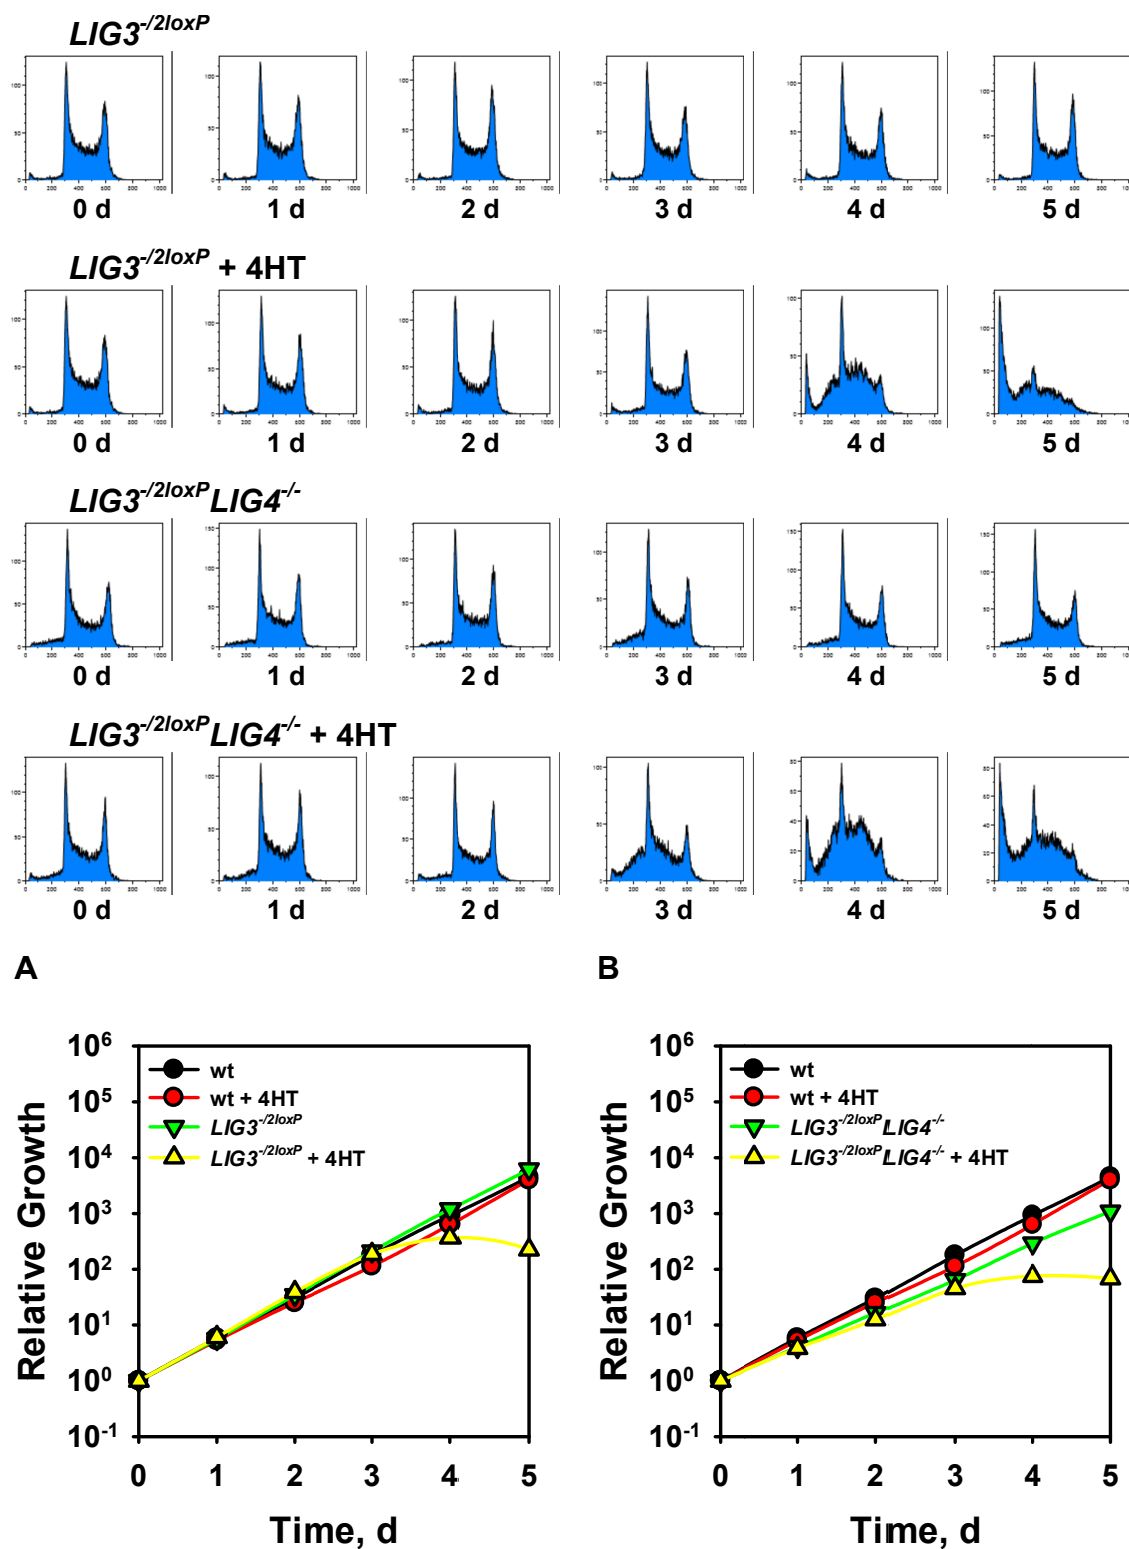 LIG3-/2loxP
0 d 1 d 2 d 3 d 4 d 5 d
LIG3-/2loxP + 4HT
0 d 1 d 2 d 3 d 4 d 5 d
LIG3-/2loxPLIG4-/-
0 d 1 d 2 d 3 d 4 d 5 d
LIG3-/2loxPLIG4-/- + 4HT
0 d 1 d 2 d 3 d 4 d 5 d
A
B
Relative Growth
10^6
10^5
10^4
10^3
10^2
10^1
10^0
10^-1
wt
wt + 4HT
LIG3-/2loxP
LIG3-/2loxP + 4HT
0 1 2 3 4 5
Time, d
Relative Growth
10^6
10^5
10^4
10^3
10^2
10^1
10^0
10^-1
wt
wt + 4HT
LIG3-/2loxPLIG4-/-
LIG3-/2loxPLIG4-/- + 4HT
0 1 2 3 4 5
Time, d